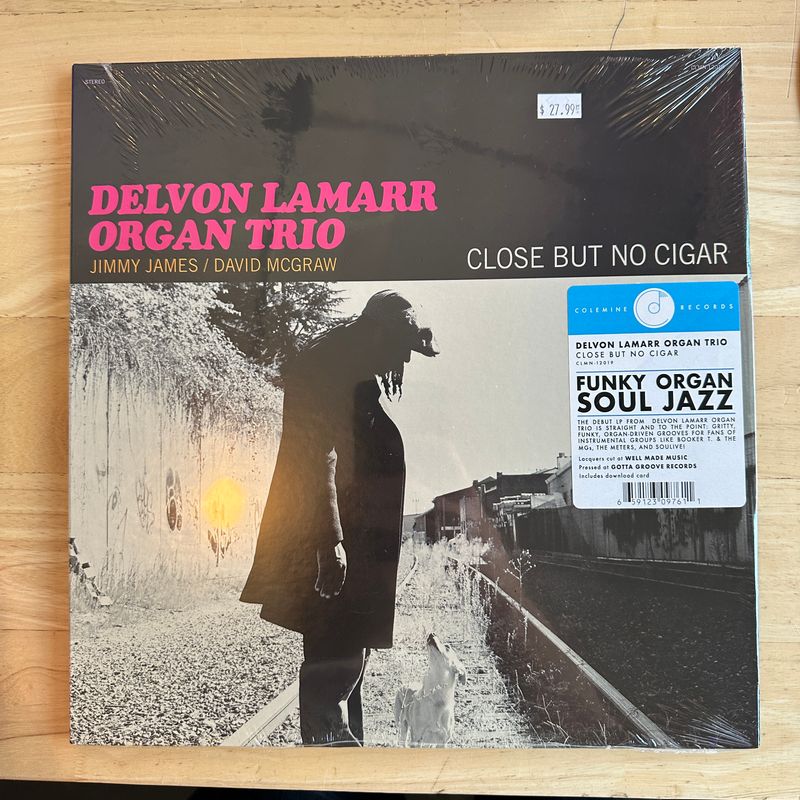 STEREO
$ 27.99
DELVON LAMARR
ORGAN TRIO
JIMMY JAMES / DAVID MCGRAW
CLOSE BUT NO CIGAR
COLEMINE RECORDS
DELVON LAMARR ORGAN TRIO
CLOSE BUT NO CIGAR
CLMN-12019
FUNKY ORGAN
SOUL JAZZ
THE DEBUT LP FROM DELVON LAMARR ORGAN
TRIO IS STRAIGHT AND TO THE POINT: GRITTY,
FUNKY, ORGAN-DRIVEN GROOVES FOR FANS OF
INSTRUMENTAL GROUPS LIKE BOOKER T. & THE
MGs, THE METERS, AND SOULIVE!
Lacquers cut at WELL MADE MUSIC
Pressed at GOTTA GROOVE RECORDS
Includes download card
6 59123 09761 1